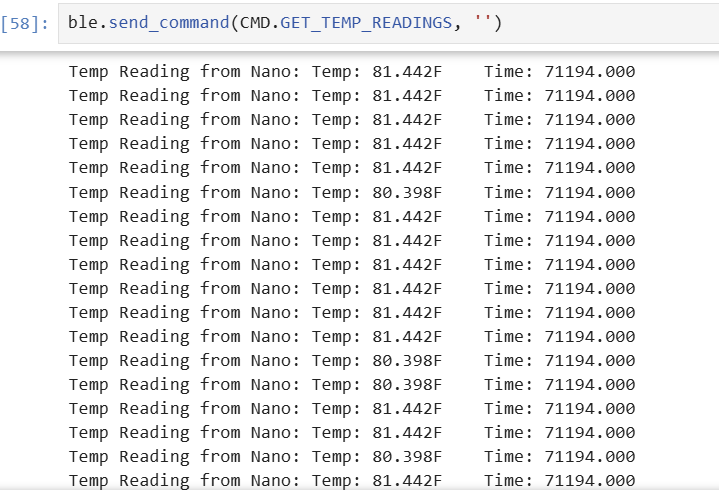 [58]: ble.send_command(CMD.GET_TEMP_READINGS, '')
Temp Reading from Nano: Temp: 81.442F    Time: 71194.000
Temp Reading from Nano: Temp: 81.442F    Time: 71194.000
Temp Reading from Nano: Temp: 81.442F    Time: 71194.000
Temp Reading from Nano: Temp: 81.442F    Time: 71194.000
Temp Reading from Nano: Temp: 81.442F    Time: 71194.000
Temp Reading from Nano: Temp: 80.398F    Time: 71194.000
Temp Reading from Nano: Temp: 81.442F    Time: 71194.000
Temp Reading from Nano: Temp: 81.442F    Time: 71194.000
Temp Reading from Nano: Temp: 81.442F    Time: 71194.000
Temp Reading from Nano: Temp: 81.442F    Time: 71194.000
Temp Reading from Nano: Temp: 81.442F    Time: 71194.000
Temp Reading from Nano: Temp: 81.442F    Time: 71194.000
Temp Reading from Nano: Temp: 80.398F    Time: 71194.000
Temp Reading from Nano: Temp: 80.398F    Time: 71194.000
Temp Reading from Nano: Temp: 81.442F    Time: 71194.000
Temp Reading from Nano: Temp: 81.442F    Time: 71194.000
Temp Reading from Nano: Temp: 80.398F    Time: 71194.000
Temp Reading from Nano: Temp: 81.442F    Time: 71194.000